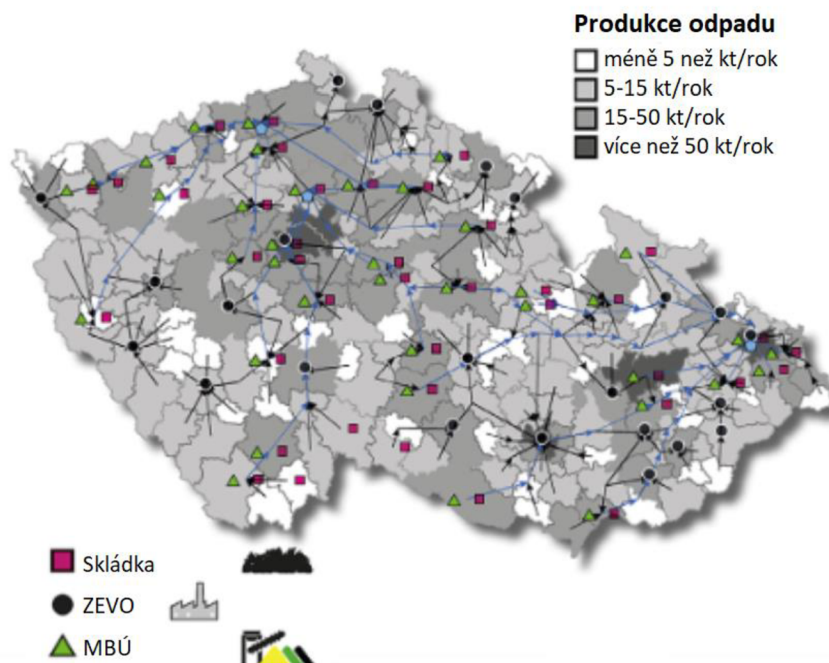 Produkce odpadu
méně 5 než kt/rok
5-15 kt/rok
15-50 kt/rok
více než 50 kt/rok
Skládka
ZEVO
MBÚ